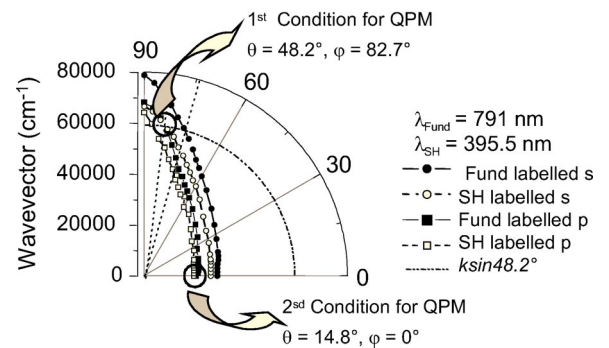 1st Condition for QPM
θ = 48.2°, φ = 82.7°
90
80000
60
60000
40000
30
20000
0
0
Wavevector (cm-1)
λFund = 791 nm
λSH = 395.5 nm
Fund labelled s
SH labelled s
Fund labelled p
SH labelled p
ksin48.2°
2sd Condition for QPM
θ = 14.8°, φ = 0°